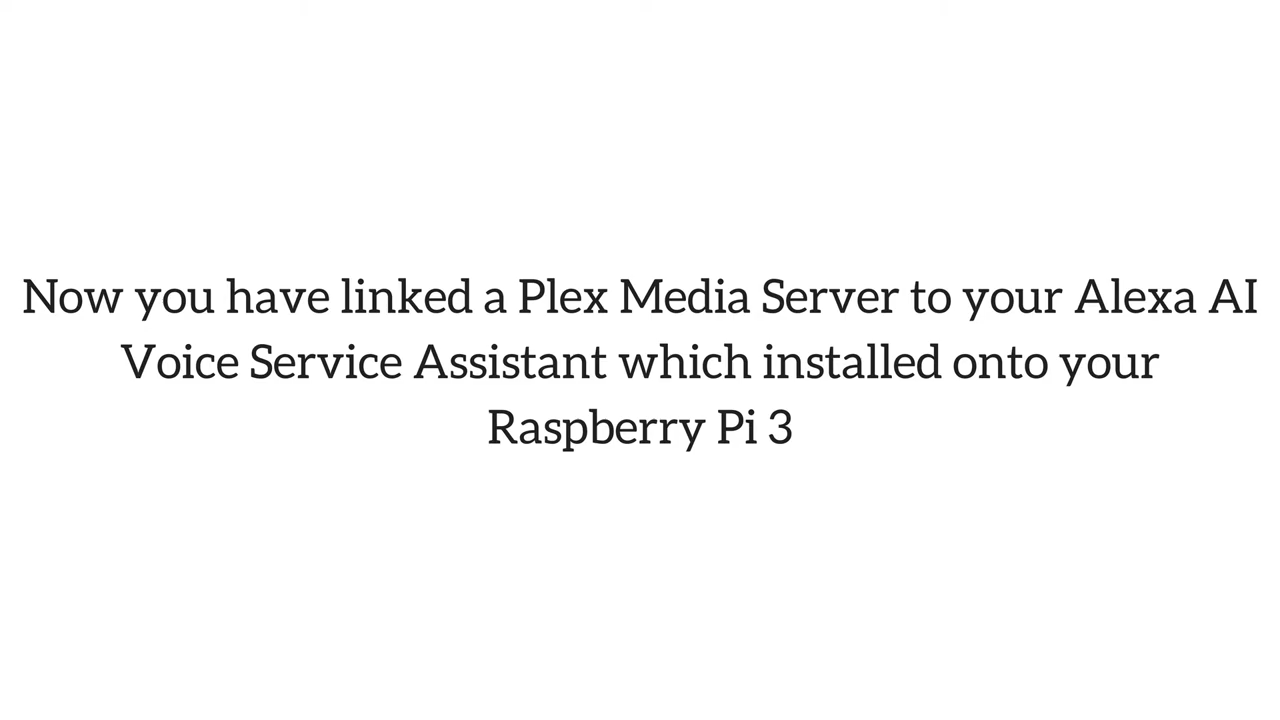 Now you have linked a Plex Media Server to your Alexa AI
Voice Service Assistant which installed onto your
Raspberry Pi 3